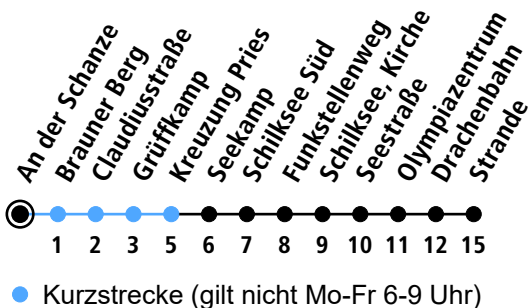 An der Schanze
Brauner Berg
Claudiusstraße
Grüffkamp
Kreuzung Pries
Seekamp
Schilksee Süd
Funkstellenweg
Schilksee, Kirche
Seestraße
Olympiazentrum
Drachenbahn
Strande
1 2 3 5 6 7 8 9 10 11 12 15
Kurzstrecke (gilt nicht Mo-Fr 6-9 Uhr)